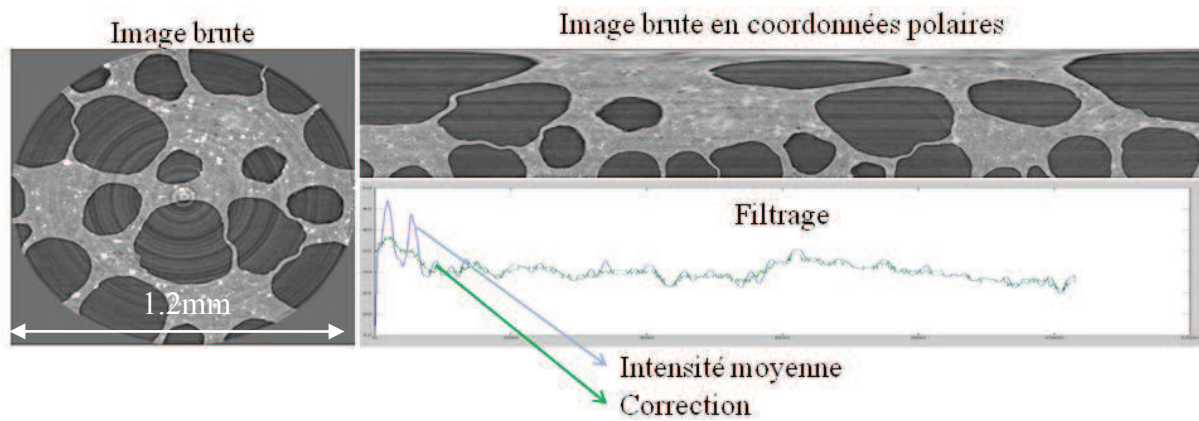 Image brute
Image brute en coordonnées polaires
1.2mm
Filtrage
Intensité moyenne
Correction